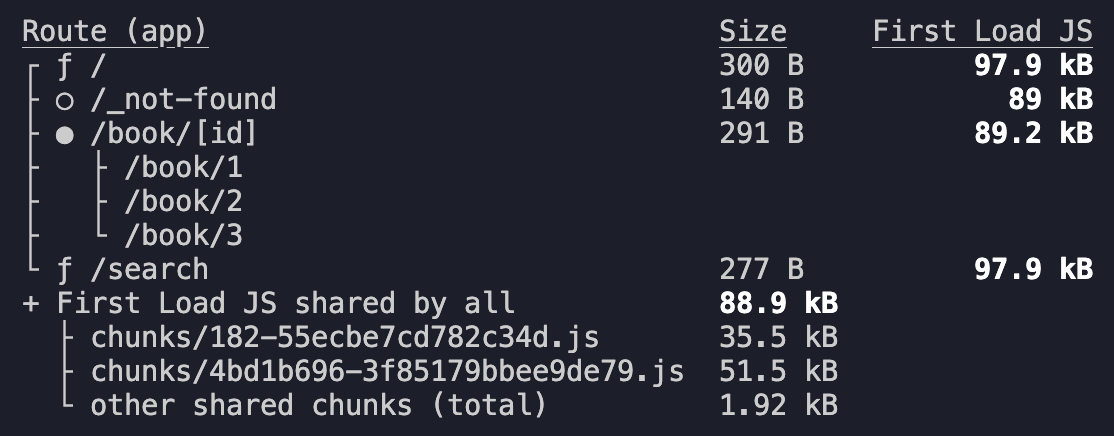 Route (app) Size First Load JS
┌ ƒ / 300 B 97.9 kB
├ ○ /_not-found 140 B 89 kB
├ ● /book/[id] 291 B 89.2 kB
├   ├ /book/1
├   ├ /book/2
├   └ /book/3
└ ƒ /search 277 B 97.9 kB
+ First Load JS shared by all 88.9 kB
  ├ chunks/182-55ecbe7cd782c34d.js 35.5 kB
  ├ chunks/4bd1b696-3f85179bbee9de79.js 51.5 kB
  └ other shared chunks (total) 1.92 kB